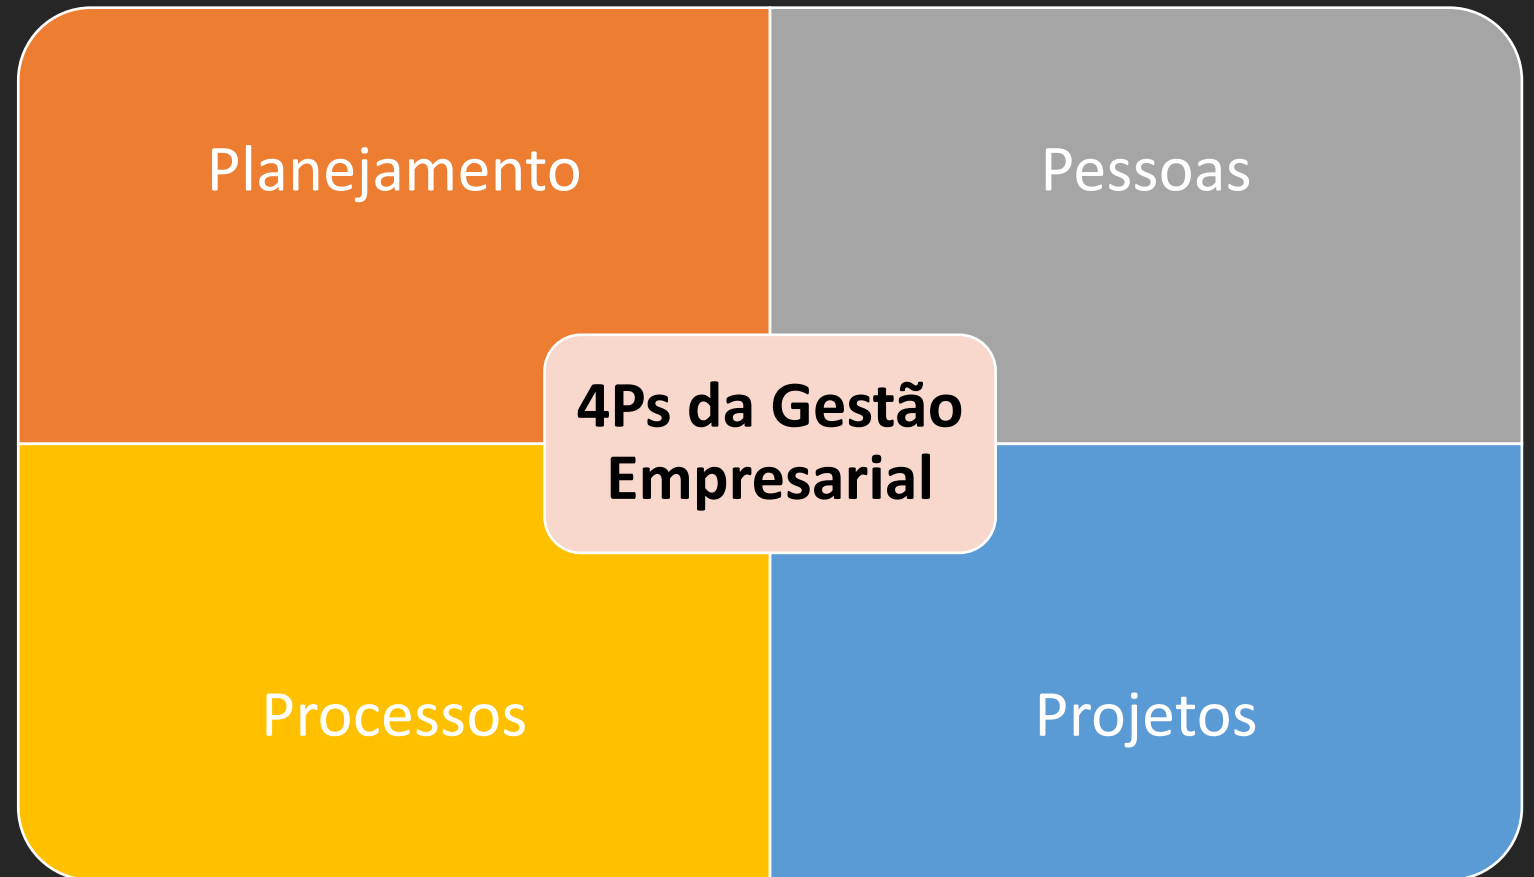 Planejamento
Pessoas
4Ps da Gestão
Empresarial
Processos
Projetos